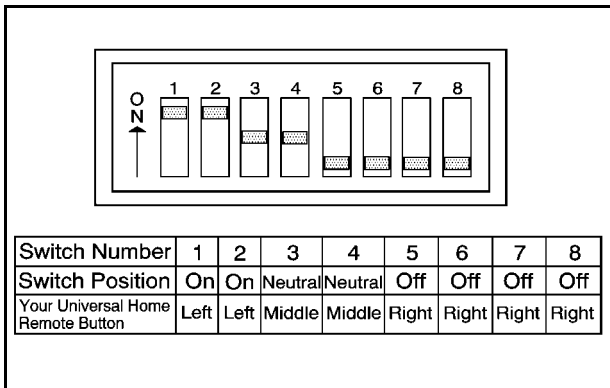 ON
1 2 3 4 5 6 7 8
Switch Number 1 2 3 4 5 6 7 8
Switch Position On On Neutral Neutral Off Off Off Off
Your Universal Home
Remote Button Left Left Middle Middle Right Right Right Right